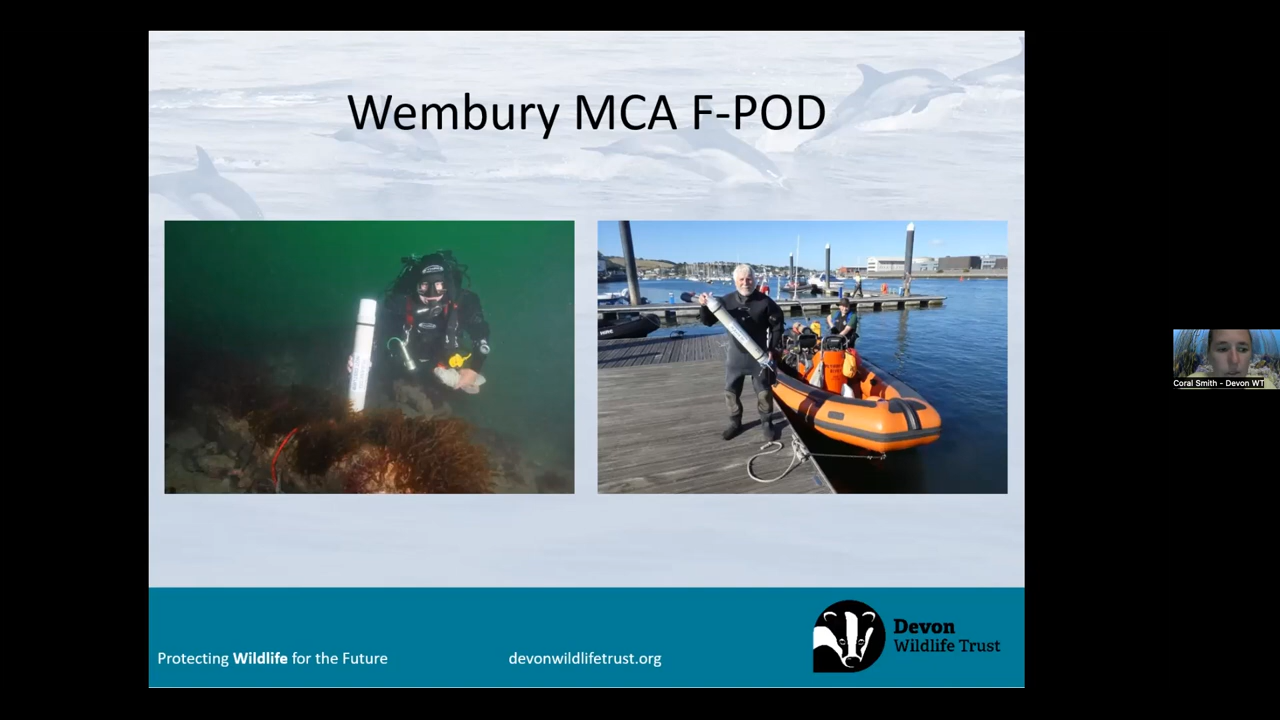 Wembury MCA F-POD
Protecting Wildlife for the Future
devonwildlifetrust.org
Devon
Wildlife Trust
Coral Smith - Devon WT